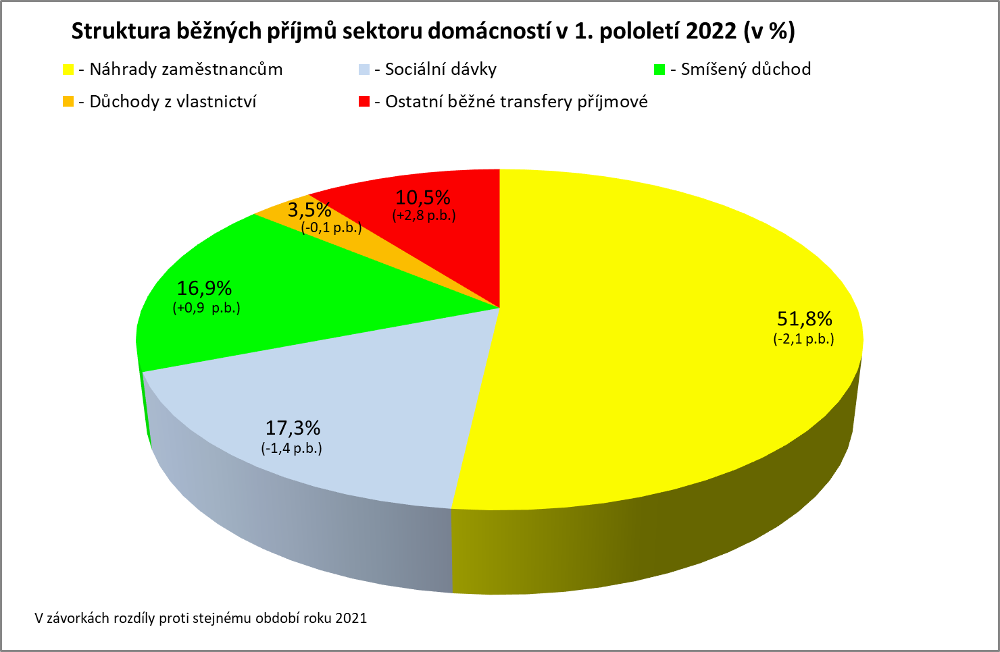 Struktura běžných příjmů sektoru domácností v 1. pololetí 2022 (v %)
- Náhrady zaměstnancům
- Sociální dávky
- Smíšený důchod
- Důchody z vlastnictví
- Ostatní běžné transfery příjmové
10,5%
(+2,8 p.b.)
3,5%
(-0,1 p.b.)
16,9%
(+0,9  p.b.)
51,8%
(-2,1 p.b.)
17,3%
(-1,4 p.b.)
V závorkách rozdíly proti stejnému období roku 2021